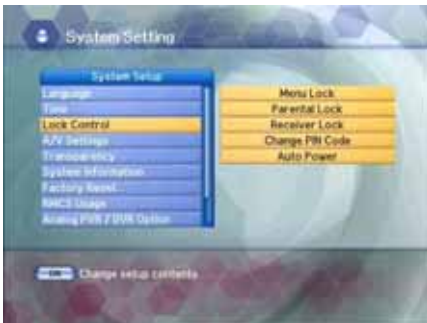 System Setting
System Setup
Language
Time
Lock Control
A/V Settings
Transparency
System Information
Factory Reset
Usage
Analog PVR / DVR Option
Menu Lock
Parental Lock
Receiver Lock
Change PIN Code
Auto Power
OK Change setup contents